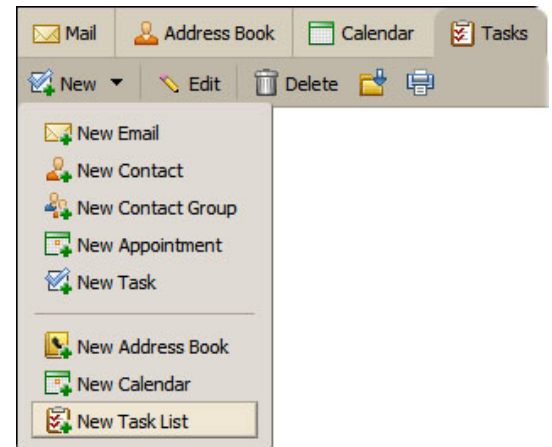 Mail Address Book Calendar Tasks
New Edit Delete
New Email
New Contact
New Contact Group
New Appointment
New Task
New Address Book
New Calendar
New Task List